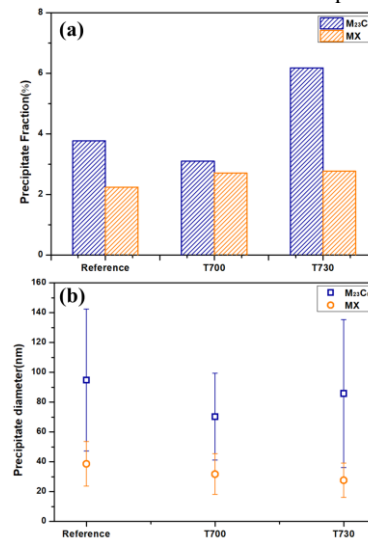 (a)
M₂₃C
MX
8
6
4
2
0
Precipitate Fraction(%)
Reference T700 T730
(b)
M₂₃C
MX
160
140
120
100
80
60
40
20
0
Precipitate diameter(nm)
Reference T700 T730